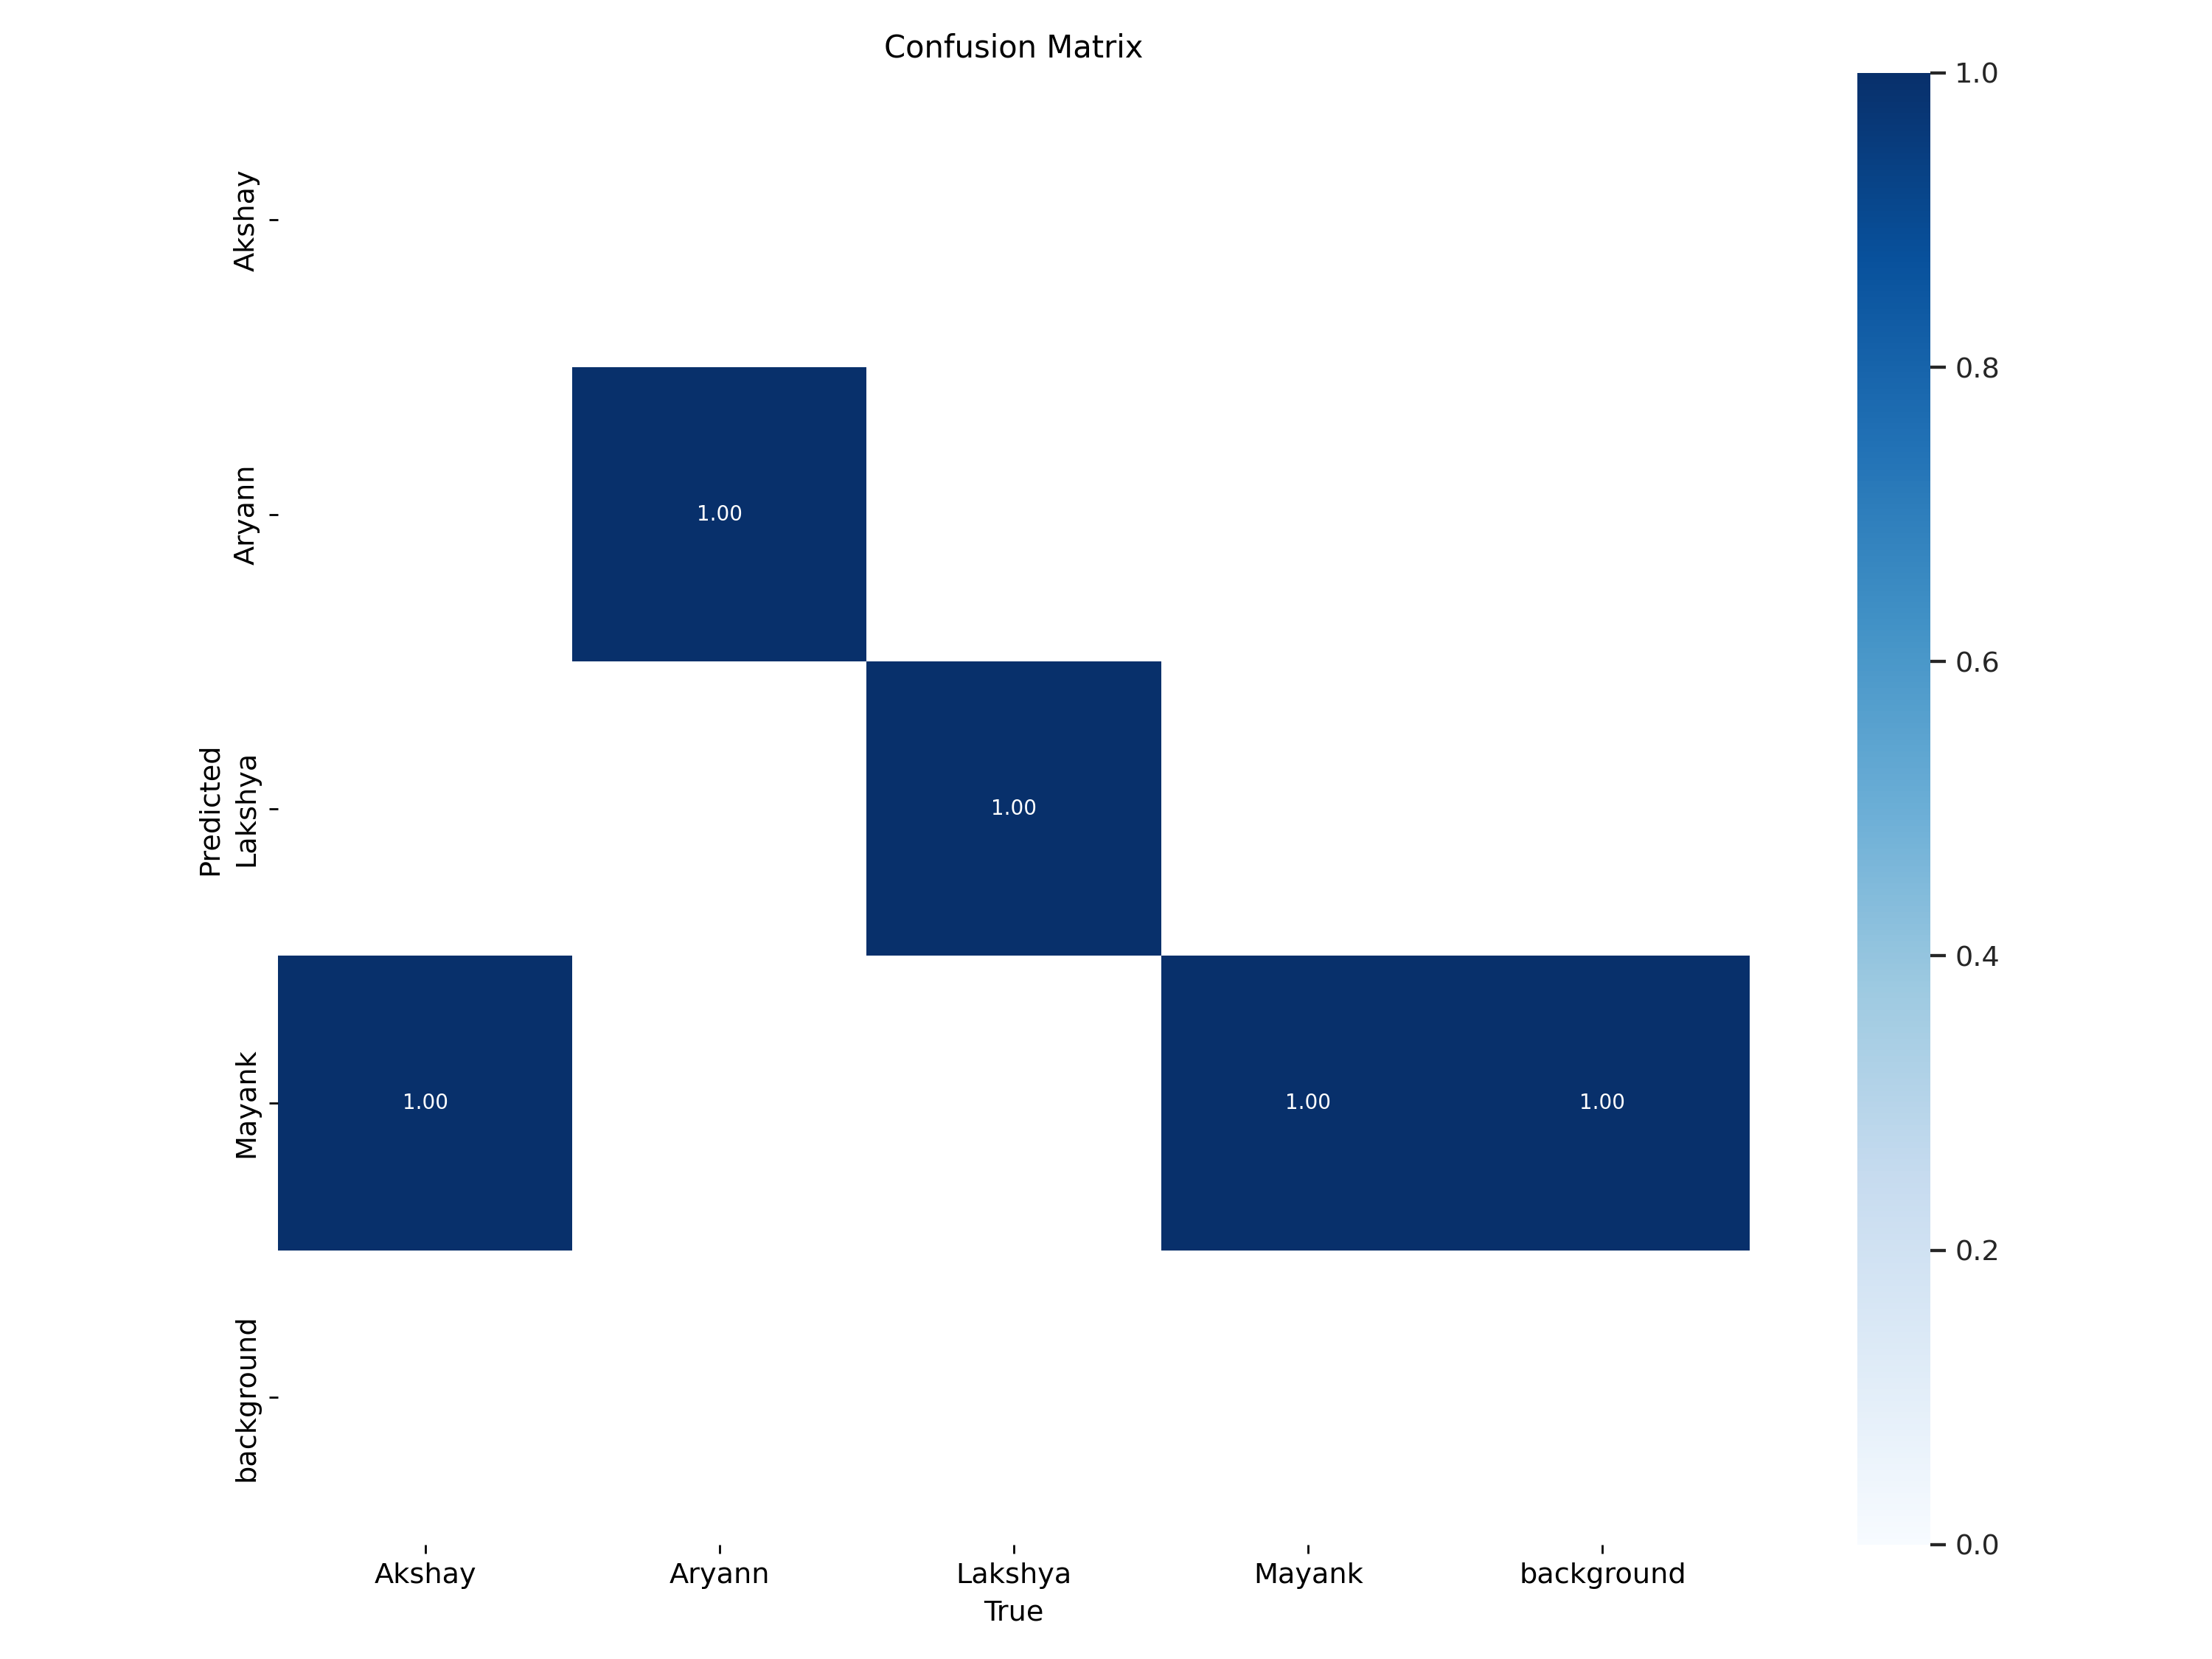 Confusion Matrix
Akshay
Aryann
Lakshya
Mayank
background
Predicted
1.00
1.00
1.00 1.00 1.00
Akshay Aryann Lakshya Mayank background
True
1.0
0.8
0.6
0.4
0.2
0.0